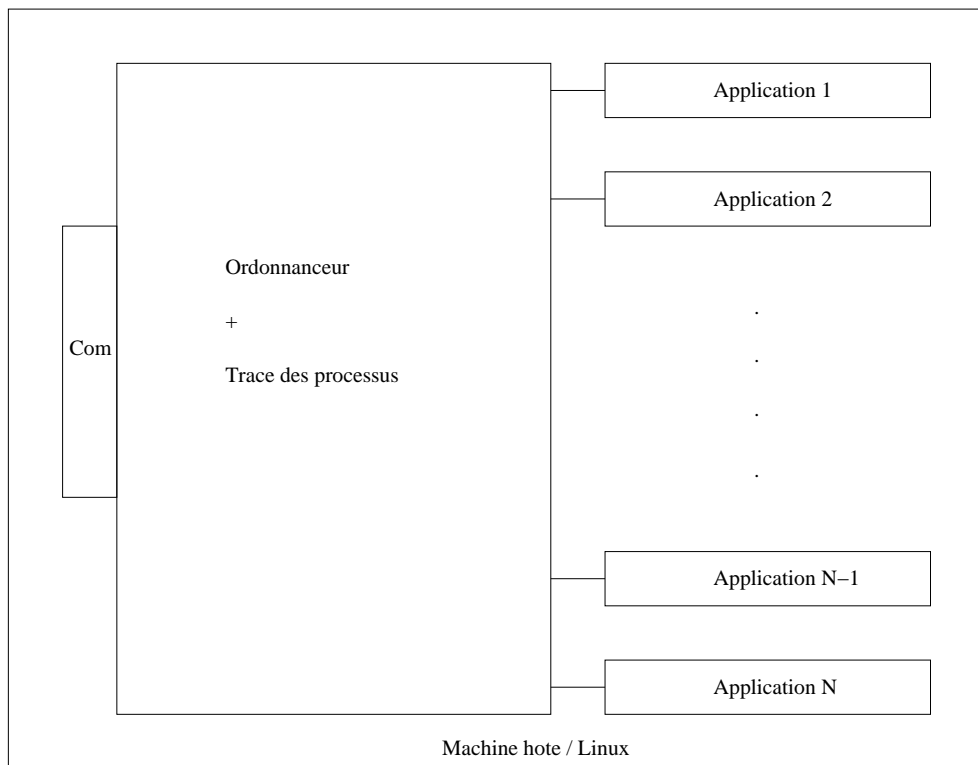 Application 1
Application 2
Ordonnanceur
+
Trace des processus
Com
.
.
.
.
Application N–1
Application N
Machine hote / Linux